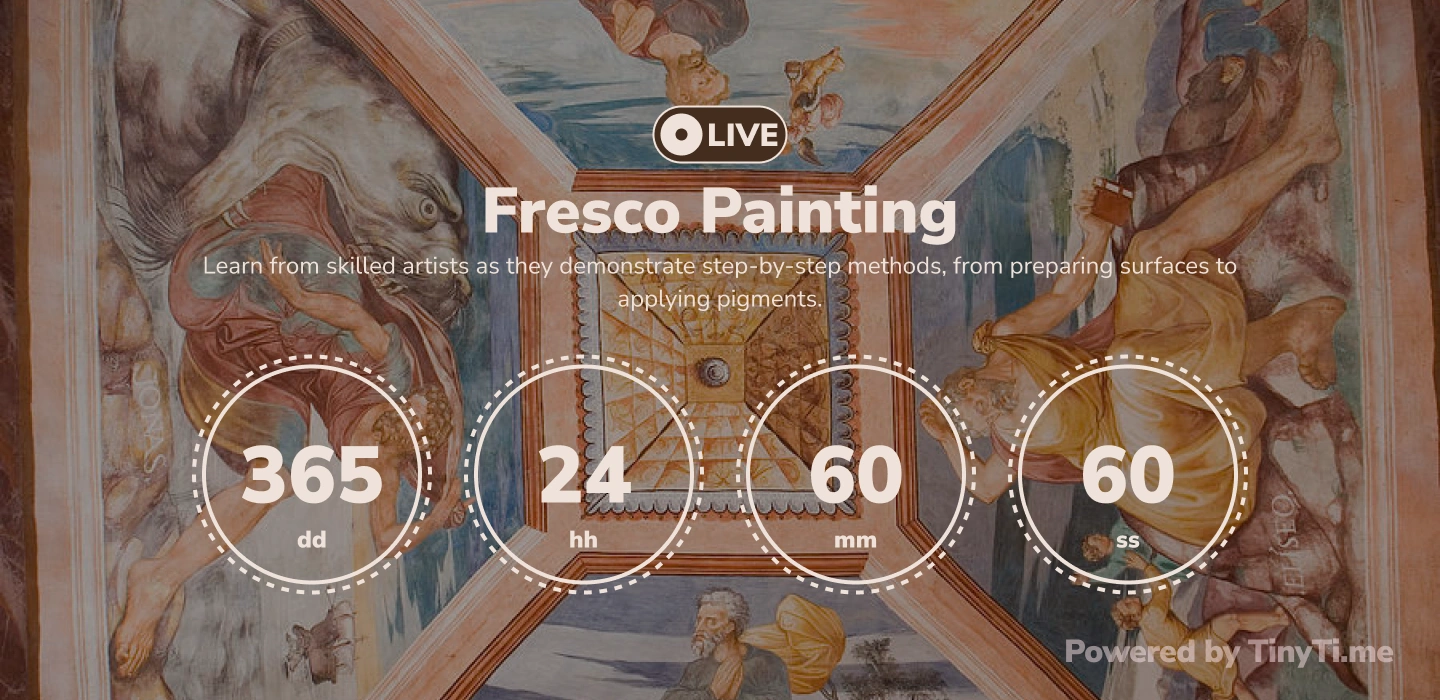 LIVE
Fresco Painting
Learn from skilled artists as they demonstrate step-by-step methods, from preparing surfaces to
applying pigments.
365
24
60
60
dd
hh
mm
ss
Powered by TinyTi.me